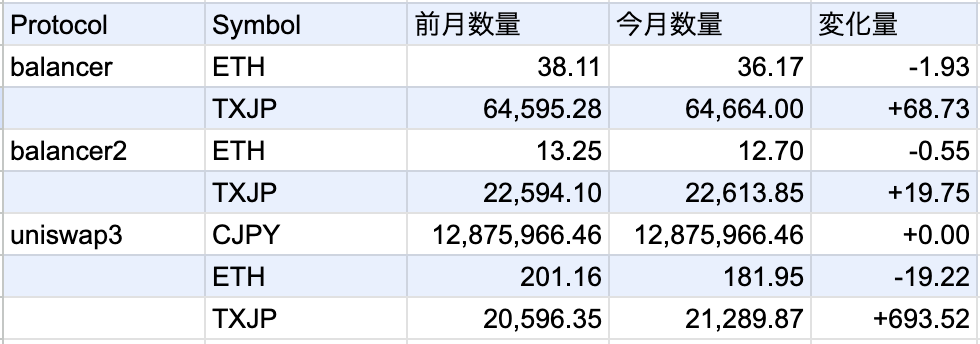 Protocol Symbol 前月数量 今月数量 変化量
balancer ETH 38.11 36.17 -1.93
TXJP 64,595.28 64,664.00 +68.73
balancer2 ETH 13.25 12.70 -0.55
TXJP 22,594.10 22,613.85 +19.75
uniswap3 CJPY 12,875,966.46 12,875,966.46 +0.00
ETH 201.16 181.95 -19.22
TXJP 20,596.35 21,289.87 +693.52